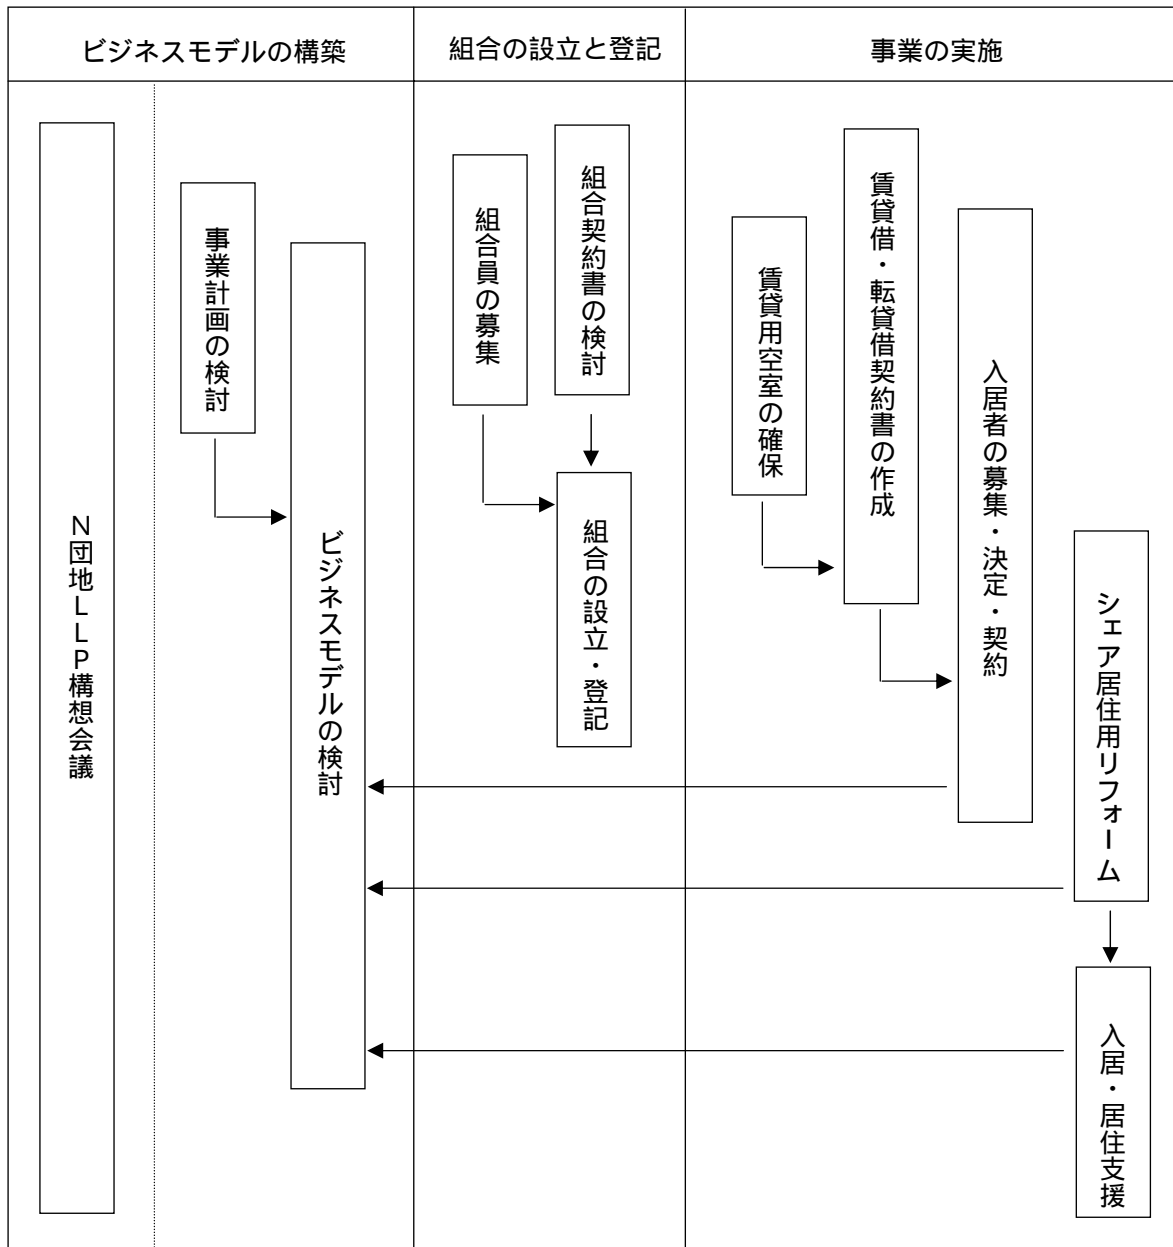 ビジネスモデルの構築
組合の設立と登記
事業の実施
N団地LLP構想会議
事業計画の検討
ビジネスモデルの検討
組合員の募集
組合契約書の検討
組合の設立・登記
賃貸用空室の確保
賃貸借・転貸借契約書の作成
入居者の募集・決定・契約
シェア居住用リフォーム
入居・居住支援